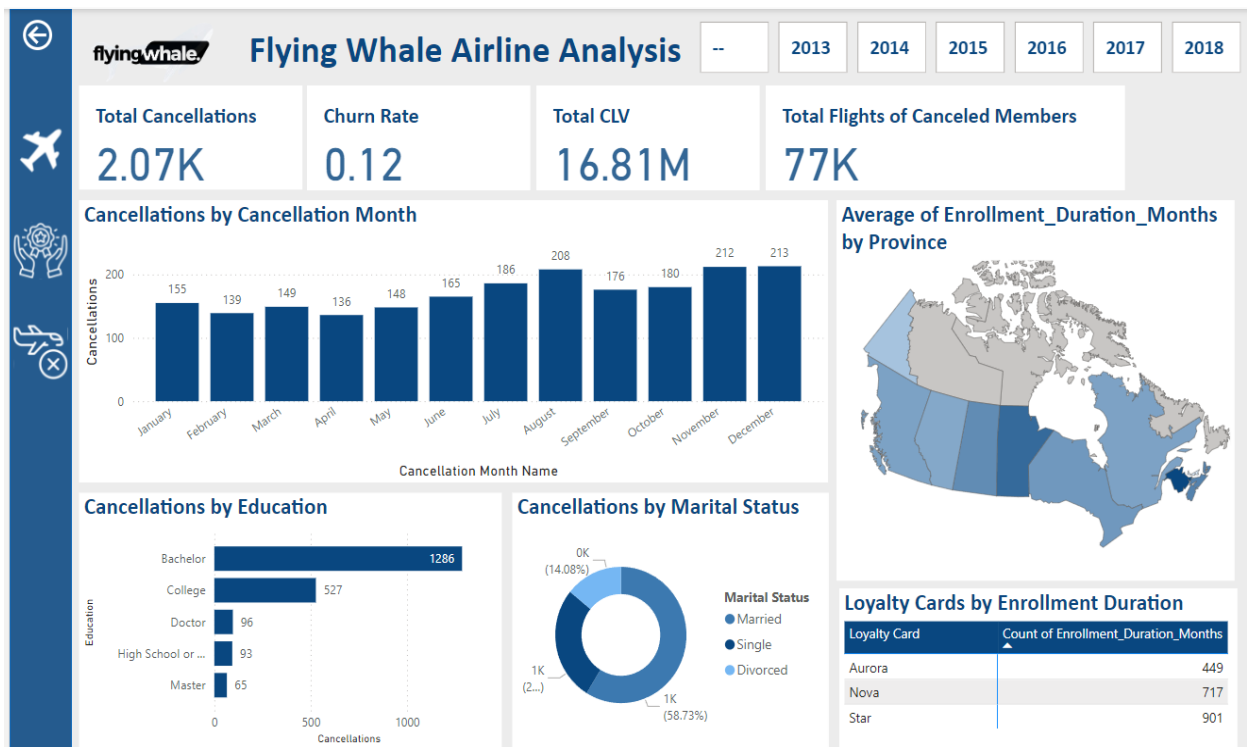 flyingwhale.
Flying Whale Airline Analysis
--
2013
2014
2015
2016
2017
2018
Total Cancellations
2.07K
Churn Rate
0.12
Total CLV
16.81M
Total Flights of Canceled Members
77K
Cancellations by Cancellation Month
Cancellations
200
100
0
155
139
149
136
148
165
186
208
176
180
212
213
January
February
March
April
May
June
July
August
September
October
November
December
Cancellation Month Name
Average of Enrollment_Duration_Months
by Province
Cancellations by Education
Education
Bachelor
1286
College
527
Doctor
96
High School or ...
93
Master
65
0
500
1000
Cancellations
Cancellations by Marital Status
0K
(14.08%)
1K
(2...)
1K
(58.73%)
Marital Status
Married
Single
Divorced
Loyalty Cards by Enrollment Duration
Loyalty Card Count of Enrollment_Duration_Months
Aurora 449
Nova 717
Star 901